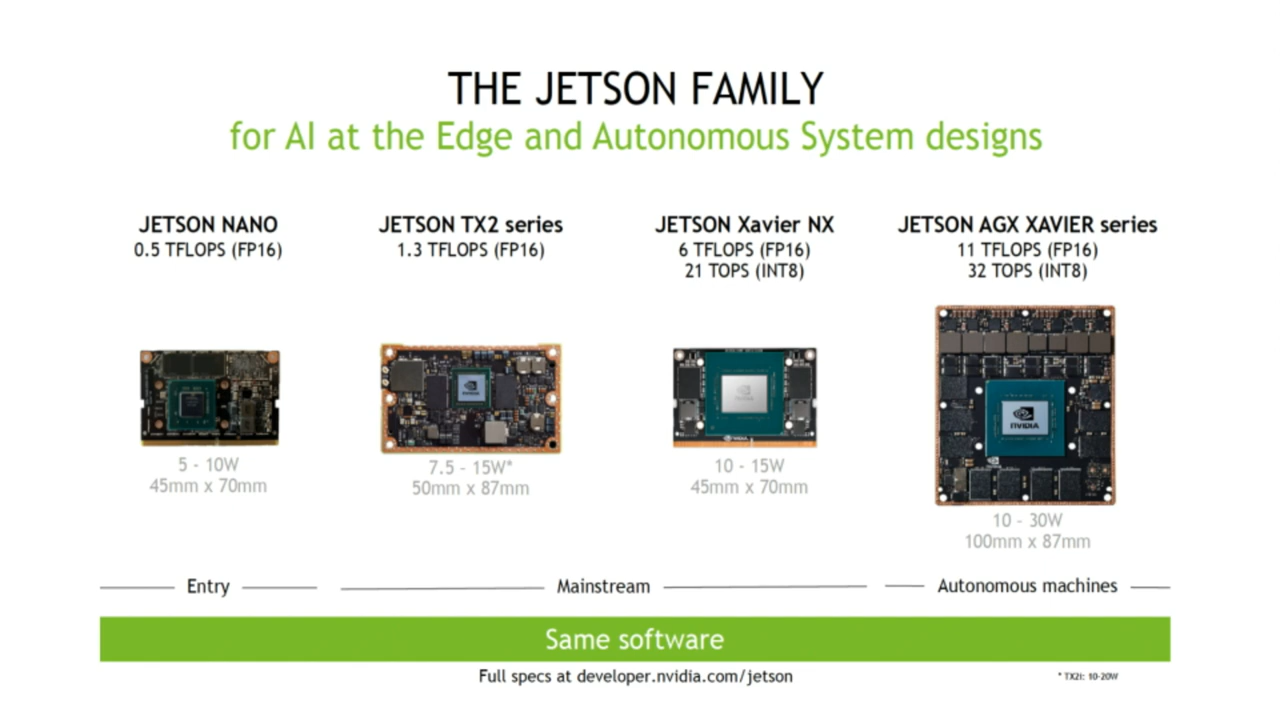 THE JETSON FAMILY
for AI at the Edge and Autonomous System designs
JETSON NANO
0.5 TFLOPS (FP16)
5 - 10W
45mm x 70mm
JETSON TX2 series
1.3 TFLOPS (FP16)
7.5 - 15W*
50mm x 87mm
JETSON Xavier NX
6 TFLOPS (FP16)
21 TOPS (INT8)
NVIDIA
10 - 15W
45mm x 70mm
JETSON AGX XAVIER series
11 TFLOPS (FP16)
32 TOPS (INT8)
NVIDIA
10 - 30W
100mm x 87mm
Entry
Mainstream
Autonomous machines
Same software
Full specs at developer.nvidia.com/jetson
* TX2i: 10-20W